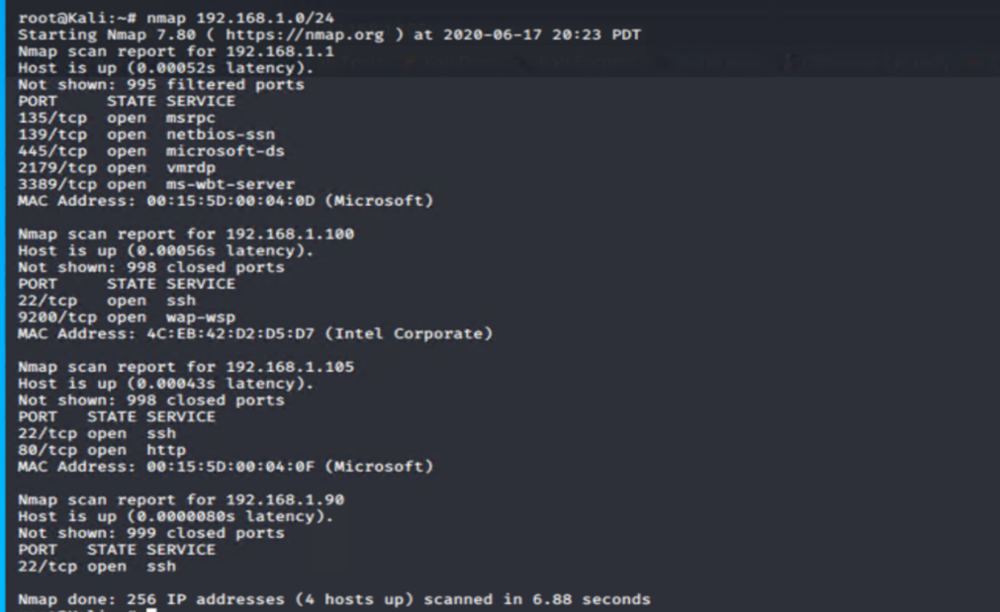 root@Kali:~# nmap 192.168.1.0/24
Starting Nmap 7.80 ( https://nmap.org ) at 2020-06-17 20:23 PDT
Nmap scan report for 192.168.1.1
Host is up (0.00052s latency).
Not shown: 995 filtered ports
PORT     STATE SERVICE
135/tcp  open  msrpc
139/tcp  open  netbios-ssn
445/tcp  open  microsoft-ds
2179/tcp open  vmrdp
3389/tcp open  ms-wbt-server
MAC Address: 00:15:5D:00:04:0D (Microsoft)

Nmap scan report for 192.168.1.100
Host is up (0.00056s latency).
Not shown: 998 closed ports
PORT     STATE SERVICE
22/tcp   open  ssh
9200/tcp open  wap-wsp
MAC Address: 4C:EB:42:D2:D5:D7 (Intel Corporate)

Nmap scan report for 192.168.1.105
Host is up (0.00043s latency).
Not shown: 998 closed ports
PORT   STATE SERVICE
22/tcp open  ssh
80/tcp open  http
MAC Address: 00:15:5D:00:04:0F (Microsoft)

Nmap scan report for 192.168.1.90
Host is up (0.0000080s latency).
Not shown: 999 closed ports
PORT   STATE SERVICE
22/tcp open  ssh

Nmap done: 256 IP addresses (4 hosts up) scanned in 6.88 seconds